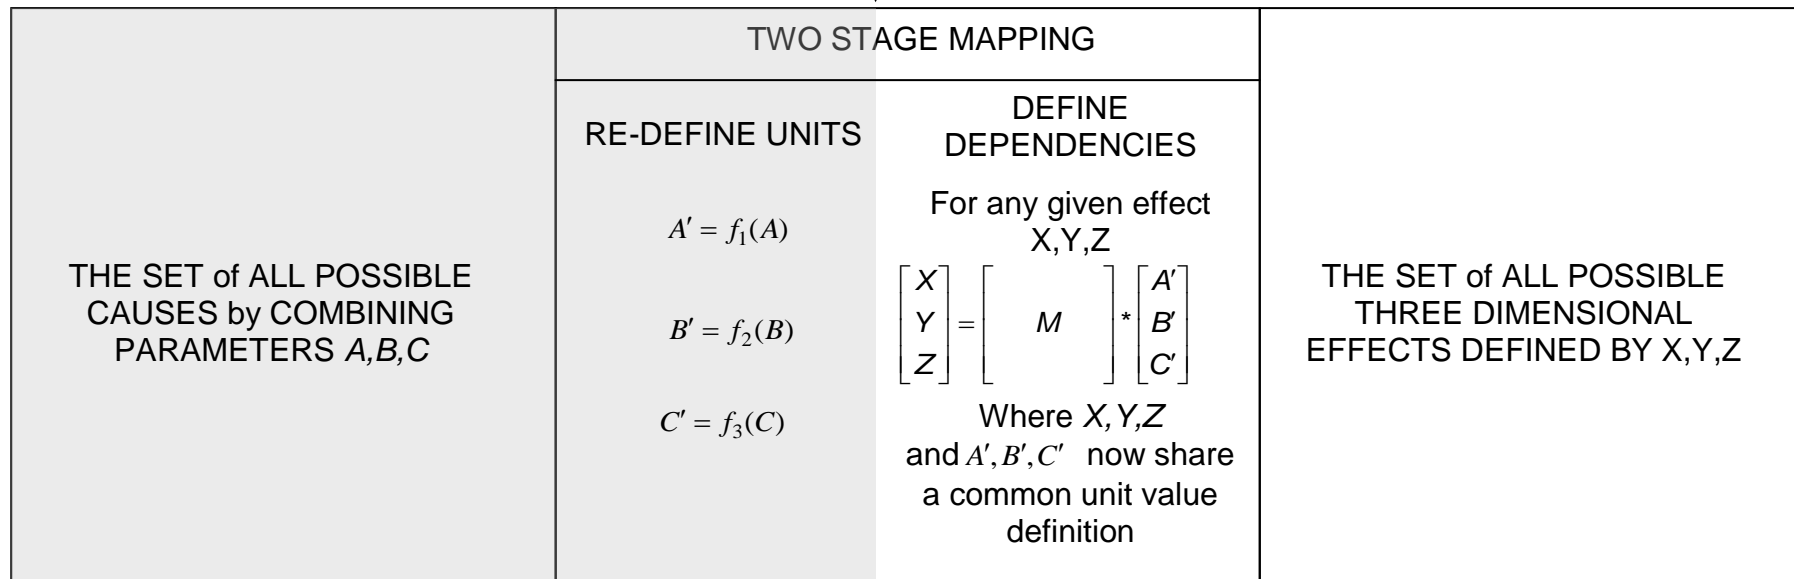 THE SET of ALL POSSIBLE
CAUSES by COMBINING
PARAMETERS A,B,C
TWO STAGE MAPPING
RE-DEFINE UNITS
A′ = f₁(A)
B′ = f₂(B)
C′ = f₃(C)
DEFINE
DEPENDENCIES
For any given effect
X,Y,Z
[X Y Z] = [M] * [A′ B′ C′]
Where X,Y,Z
and A′,B′,C′ now share
a common unit value
definition
THE SET of ALL POSSIBLE
THREE DIMENSIONAL
EFFECTS DEFINED BY X,Y,Z